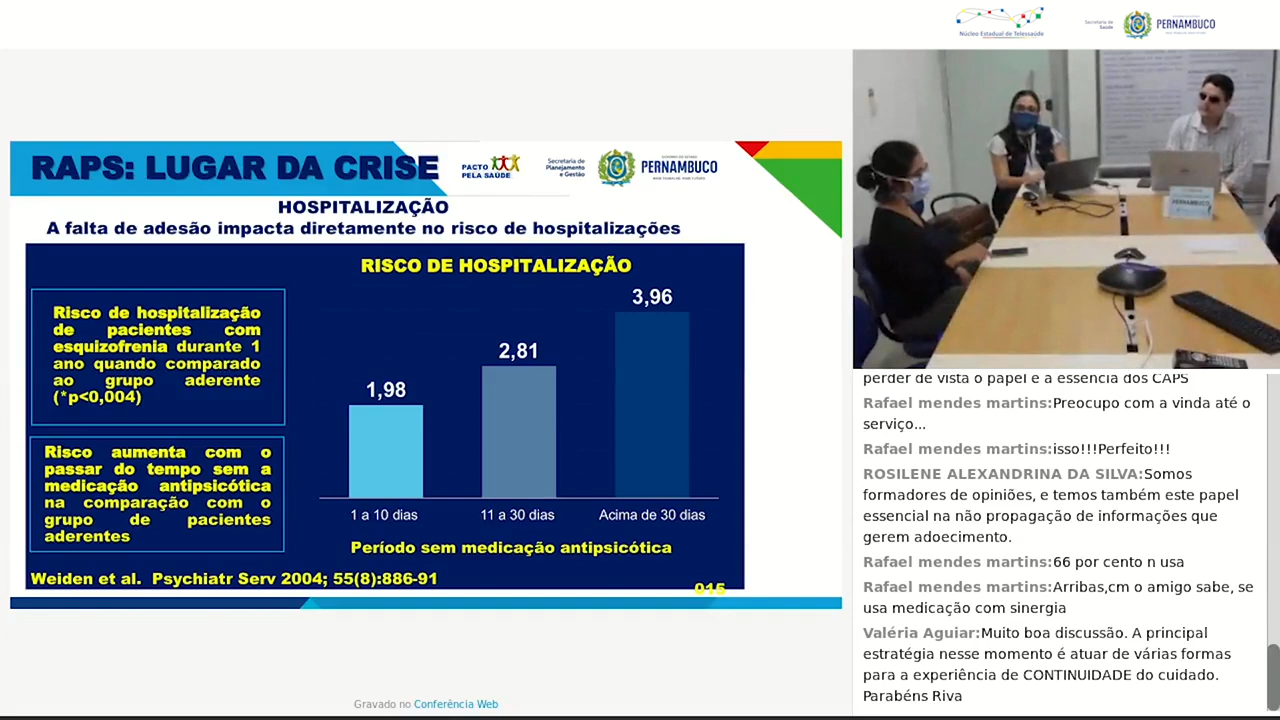 Núcleo Estadual de Telessaúde
Secretaria de
Saúde
PERNAMBUCO
RAPS: LUGAR DA CRISE
PACTO
PELA SAÚDE
Secretaria de
Planejamento
e Gestão
PERNAMBUCO
HOSPITALIZAÇÃO
A falta de adesão impacta diretamente no risco de hospitalizações
RISCO DE HOSPITALIZAÇÃO
Risco de hospitalização
de pacientes com
esquizofrenia durante 1
ano quando comparado
ao grupo aderente
(*p<0,004)
Risco aumenta com o
passar do tempo sem a
medicação antipsicótica
na comparação com o
grupo de pacientes
aderentes
1,98
2,81
3,96
1 a 10 dias
11 a 30 dias
Acima de 30 dias
Período sem medicação antipsicótica
Weiden et al. Psychiatr Serv 2004; 55(8):886-91
015
Gravado no Conferência Web
PERNAMBUCO
perder de vista o papel e a essencia dos CAPS
Rafael mendes martins:Preocupo com a vinda até o
serviço...
Rafael mendes martins:isso!!!Perfeito!!!
ROSILENE ALEXANDRINA DA SILVA:Somos
formadores de opiniões, e temos também este papel
essencial na não propagação de informações que
gerem adoecimento.
Rafael mendes martins:66 por cento n usa
Rafael mendes martins:Arribas,cm o amigo sabe, se
usa medicação com sinergia
Valéria Aguiar:Muito boa discussão. A principal
estratégia nesse momento é atuar de várias formas
para a experiência de CONTINUIDADE do cuidado.
Parabéns Riva